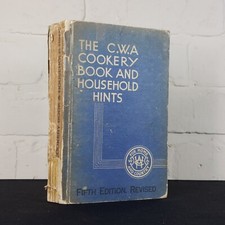 THE C.W.A
COOKERY
BOOK AND
HOUSEHOLD
HINTS
FIFTH EDITION, REVISED